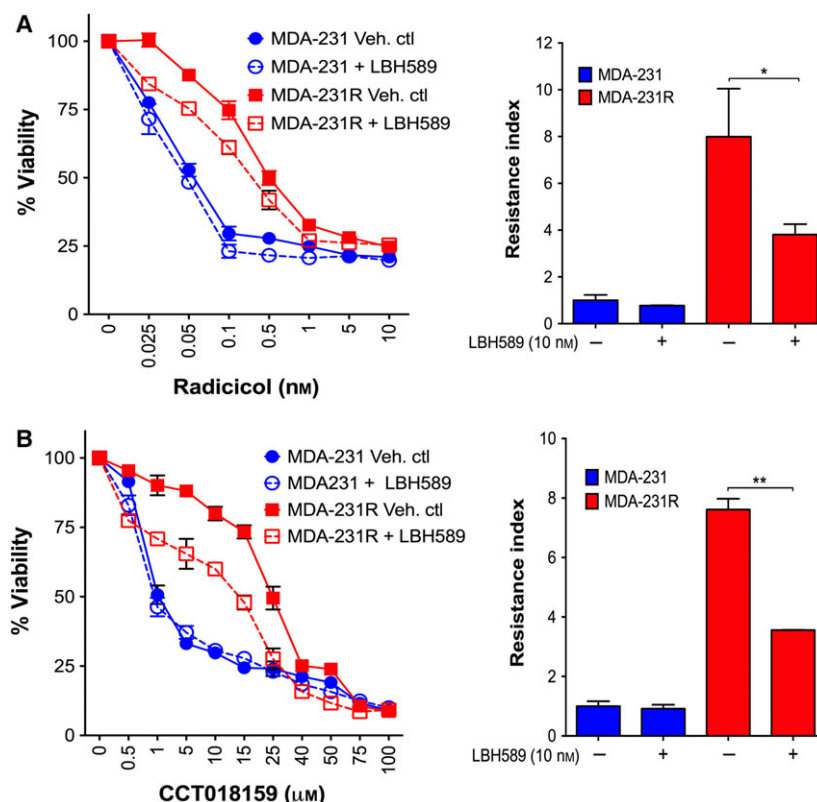 A
100
75
50
25
0
% Viability
MDA-231 Veh. ctl
MDA-231 + LBH589
MDA-231R Veh. ctl
MDA-231R + LBH589
0
0.025
0.05
0.1
0.5
1
5
10
Radicicol (nM)
12
10
8
6
4
2
0
Resistance index
MDA-231
MDA-231R
*
LBH589 (10 nM) – + – +
B
100
75
50
25
0
% Viability
MDA-231 Veh. ctl
MDA231 + LBH589
MDA-231R Veh. ctl
MDA-231R + LBH589
0
0.5
1
5
10
15
25
40
50
75
100
CCT018159 (μM)
10
8
6
4
2
0
Resistance index
MDA-231
MDA-231R
**
LBH589 (10 nM) – + – +